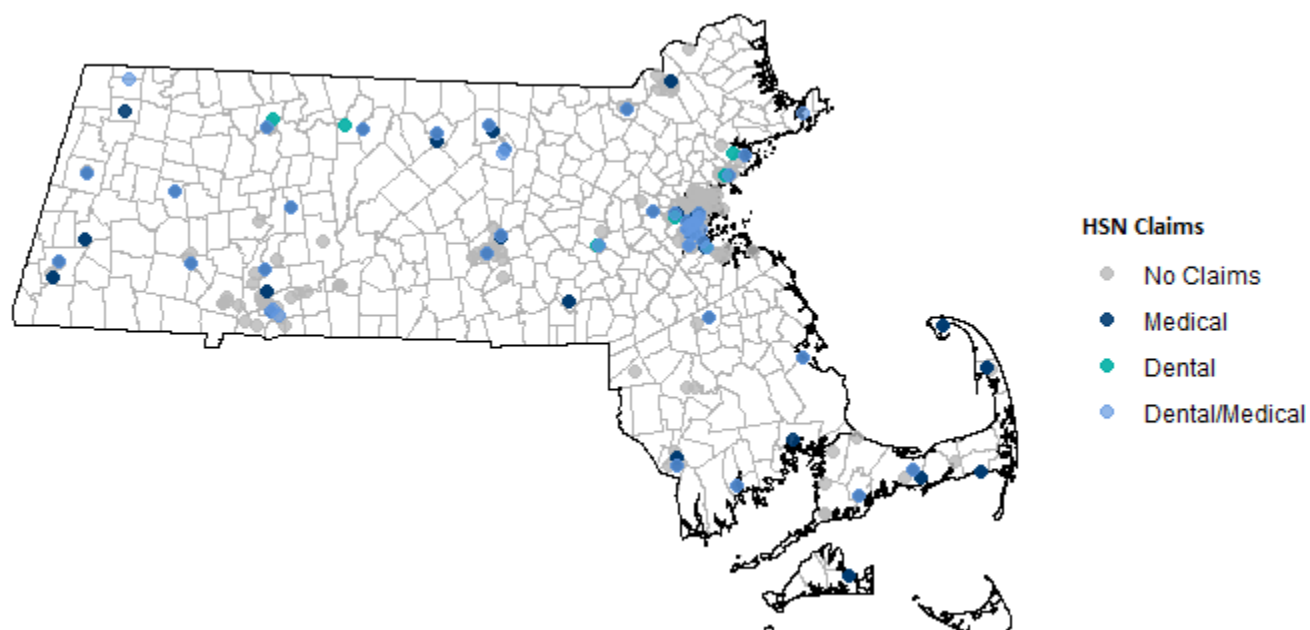 HSN Claims
No Claims
Medical
Dental
Dental/Medical